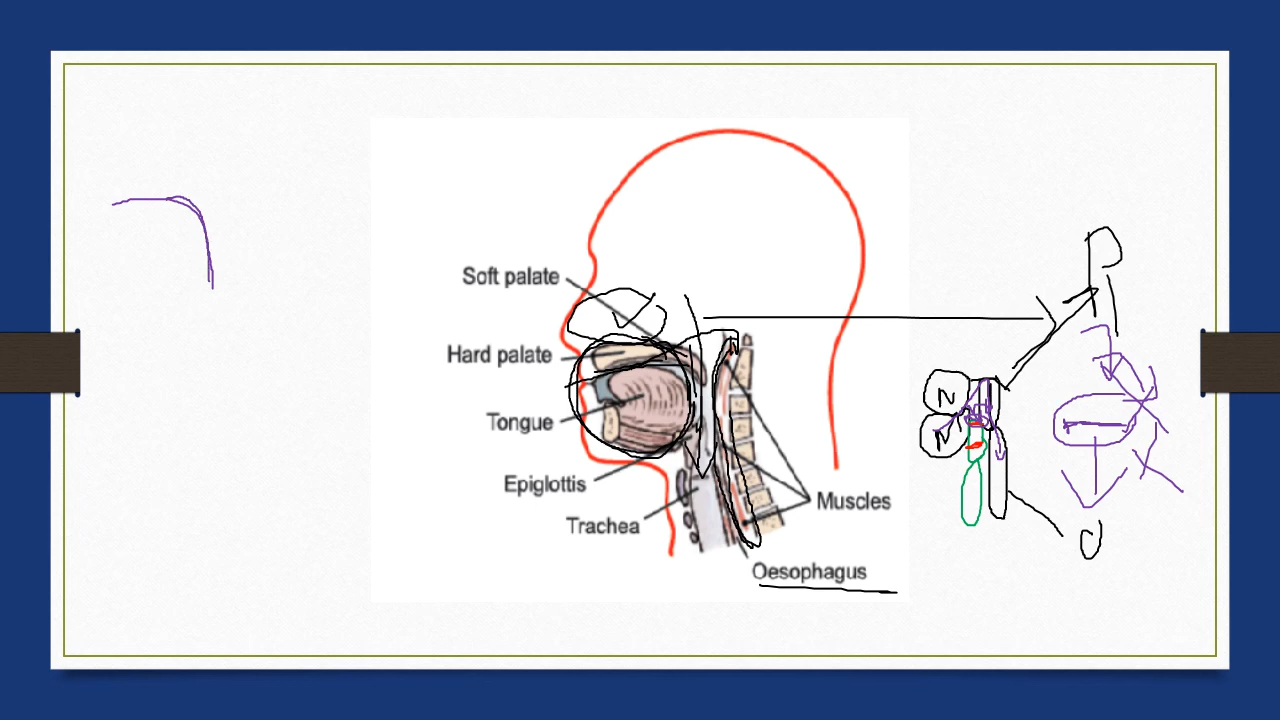 Soft palate
Hard palate
Tongue
Epiglottis
Trachea
Muscles
Oesophagus
P
N